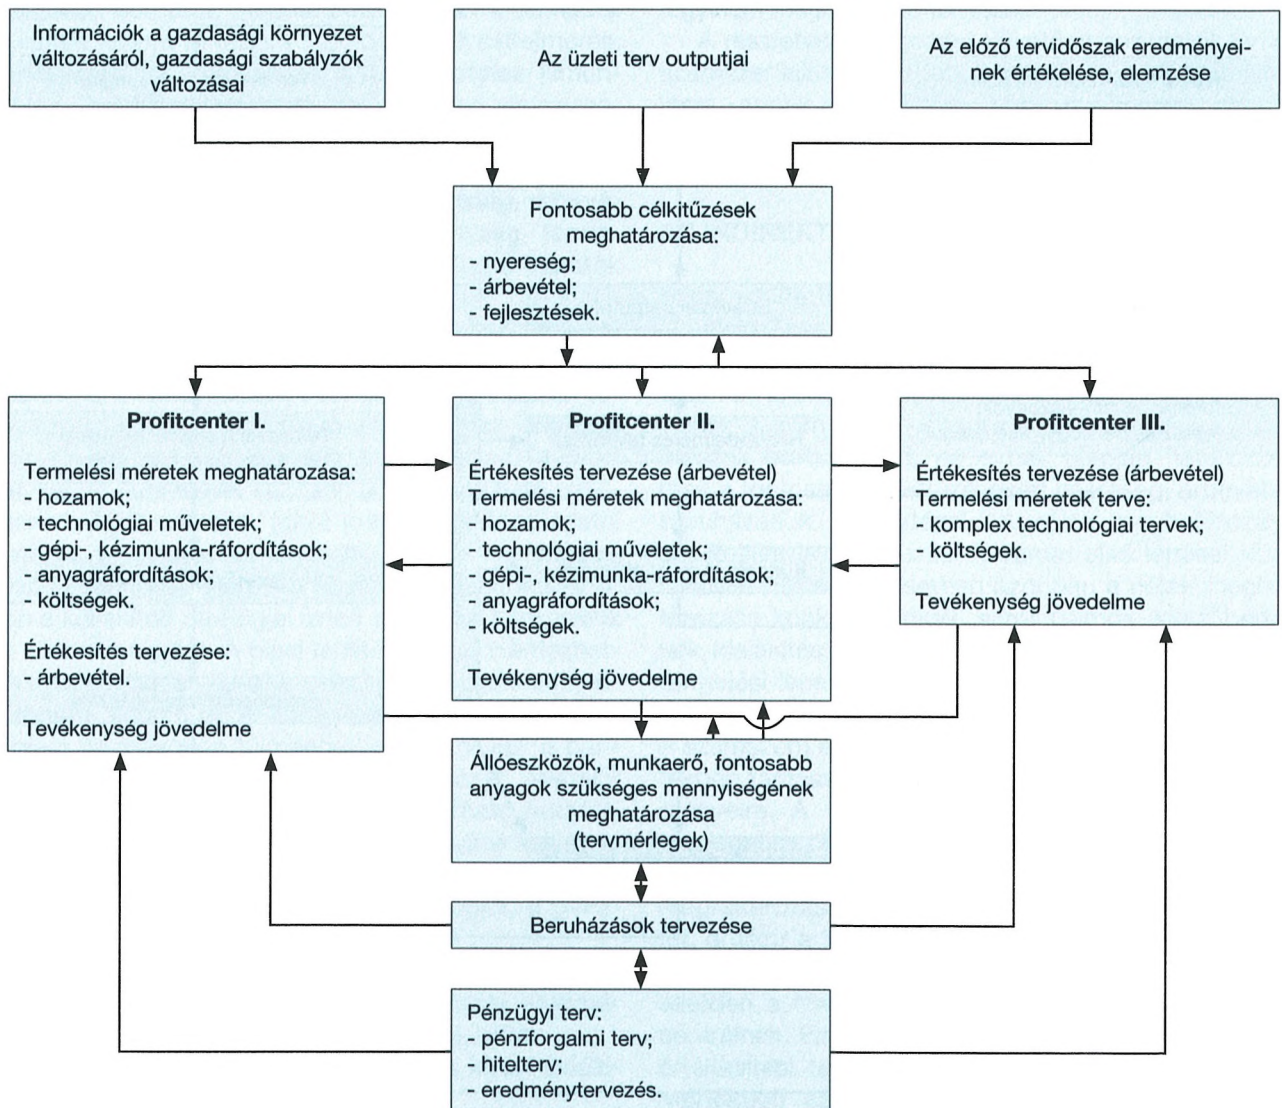 Információk a gazdasági környezet
változásáról, gazdasági szabályzók
változásai
Az üzleti terv outputjai
Az előző tervidőszak eredményei-
nek értékelése, elemzése
Fontosabb célkitűzések
meghatározása:
- nyereség;
- árbevétel;
- fejlesztések.
Profitcenter I.
Termelési méretek meghatározása:
- hozamok;
- technológiai műveletek;
- gépi-, kézimunka-ráfordítások;
- anyagráfordítások;
- költségek.
Értékesítés tervezése:
- árbevétel.
Tevékenység jövedelme
Profitcenter II.
Értékesítés tervezése (árbevétel)
Termelési méretek meghatározása:
- hozamok;
- technológiai műveletek;
- gépi-, kézimunka-ráfordítások;
- anyagráfordítások;
- költségek.
Tevékenység jövedelme
Profitcenter III.
Értékesítés tervezése (árbevétel)
Termelési méretek terve:
- komplex technológiai tervek;
- költségek.
Tevékenység jövedelme
Állóeszközök, munkaerő, fontosabb
anyagok szükséges mennyiségének
meghatározása
(tervmérlegek)
Beruházások tervezése
Pénzügyi terv:
- pénzforgalmi terv;
- hitelterv;
- eredménytervezés.